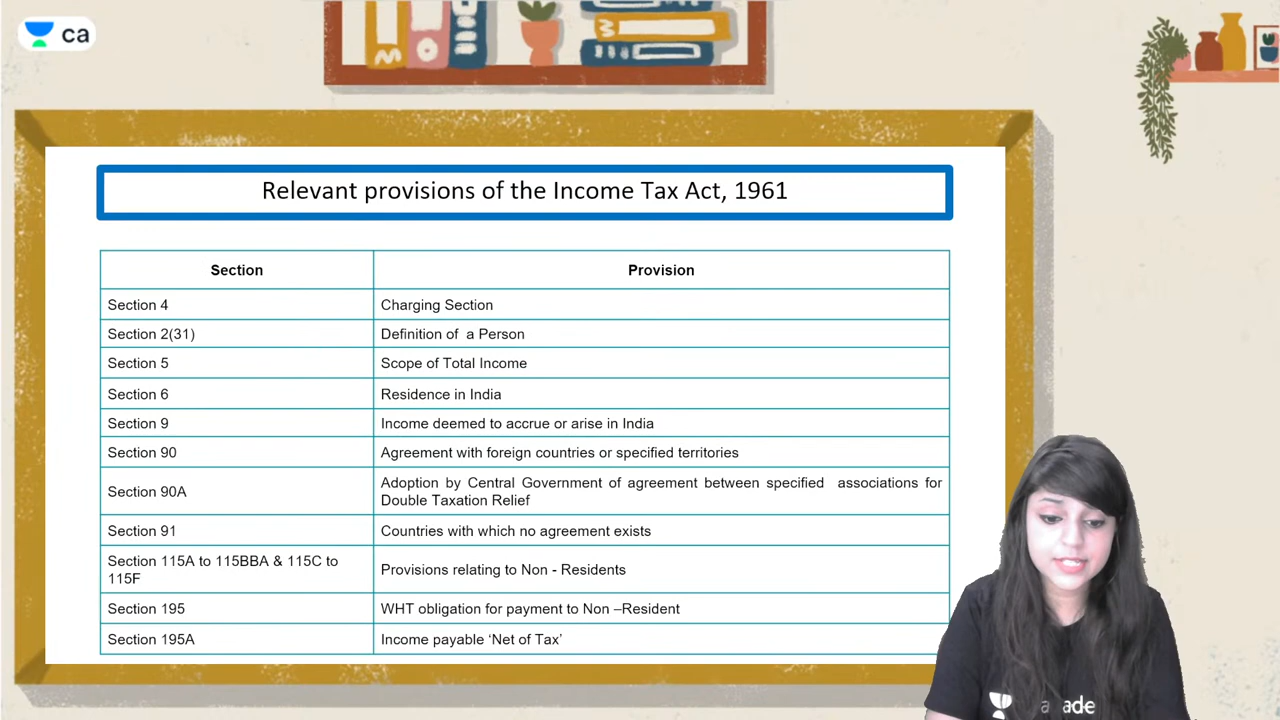 ca
Relevant provisions of the Income Tax Act, 1961
Section Provision
Section 4 Charging Section
Section 2(31) Definition of a Person
Section 5 Scope of Total Income
Section 6 Residence in India
Section 9 Income deemed to accrue or arise in India
Section 90 Agreement with foreign countries or specified territories
Section 90A Adoption by Central Government of agreement between specified associations for
Double Taxation Relief
Section 91 Countries with which no agreement exists
Section 115A to 115BBA & 115C to
115F
Provisions relating to Non - Residents
Section 195 WHT obligation for payment to Non –Resident
Section 195A Income payable ‘Net of Tax’